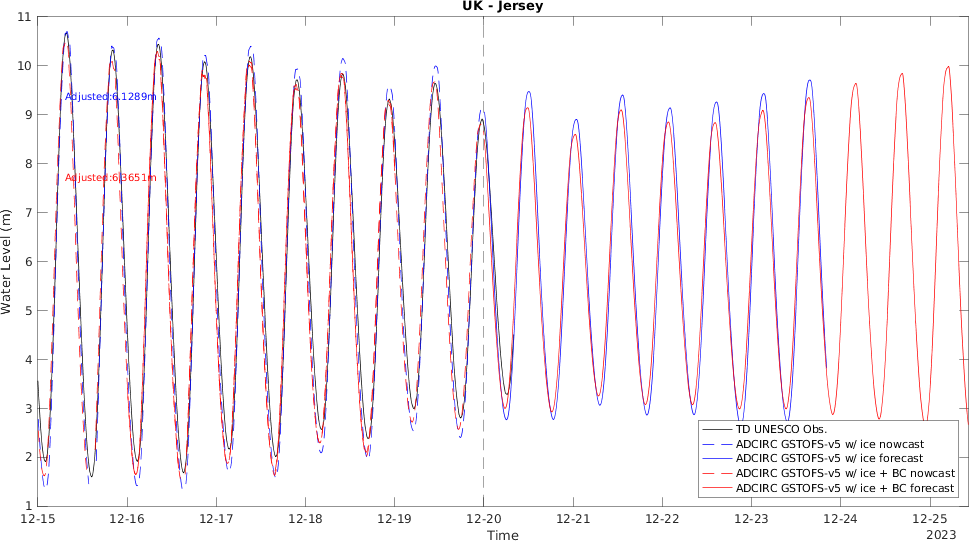 UK - Jersey
11
10
9
8
7
6
5
4
3
2
1
Water Level (m)
Adjusted:6.1289m
Adjusted:6.3651m
TD UNESCO Obs.
ADCIRC GSTOFS-v5 w/ ice nowcast
ADCIRC GSTOFS-v5 w/ ice forecast
ADCIRC GSTOFS-v5 w/ ice + BC nowcast
ADCIRC GSTOFS-v5 w/ ice + BC forecast
12-15 12-16 12-17 12-18 12-19 12-20 12-21 12-22 12-23 12-24 12-25
Time
2023